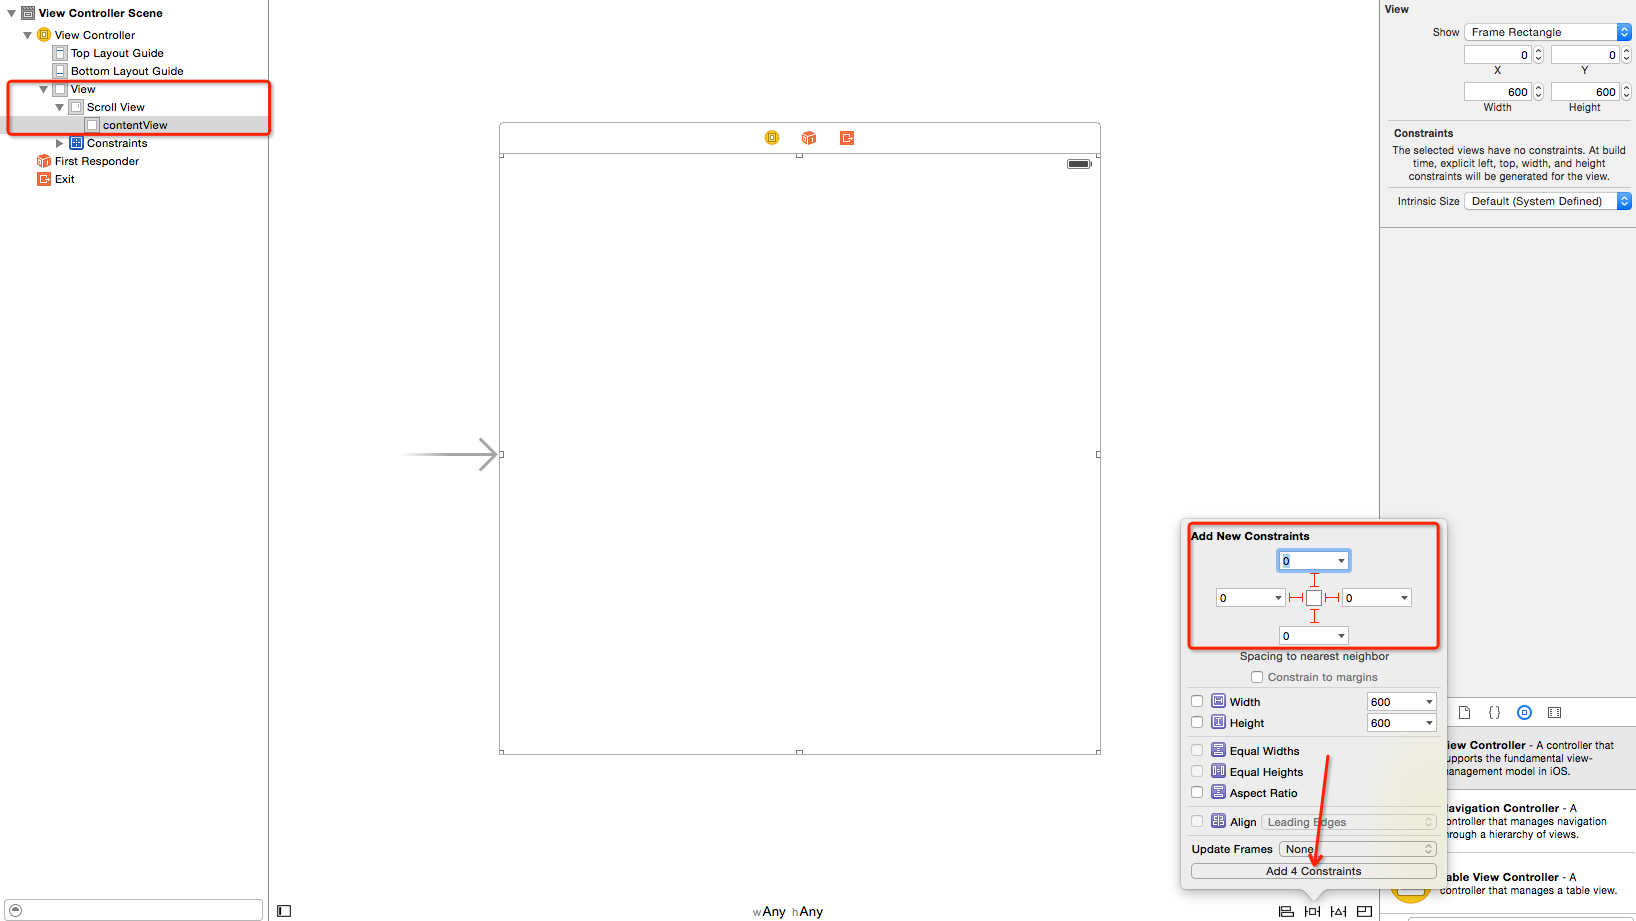 View Controller Scene
View Controller
Top Layout Guide
Bottom Layout Guide
View
Scroll View
contentView
Constraints
First Responder
Exit
wAny hAny
View
Show Frame Rectangle
0 0
X Y
600 600
Width Height
Constraints
The selected views have no constraints. At build
time, explicit left, top, width, and height
constraints will be generated for the view.
Intrinsic Size Default (System Defined)
Add New Constraints
0
0 0
0
Spacing to nearest neighbor
Constrain to margins
Width 600
Height 600
Equal Widths
Equal Heights
Aspect Ratio
Align Leading Edges
Update Frames None
Add 4 Constraints
{ }
iew Controller - A controller that
upports the fundamental view-
anagement model in iOS.
avigation Controller - A
ontroller that manages navigation
rough a hierarchy of views.
able View Controller - A
ontroller that manages a table view.